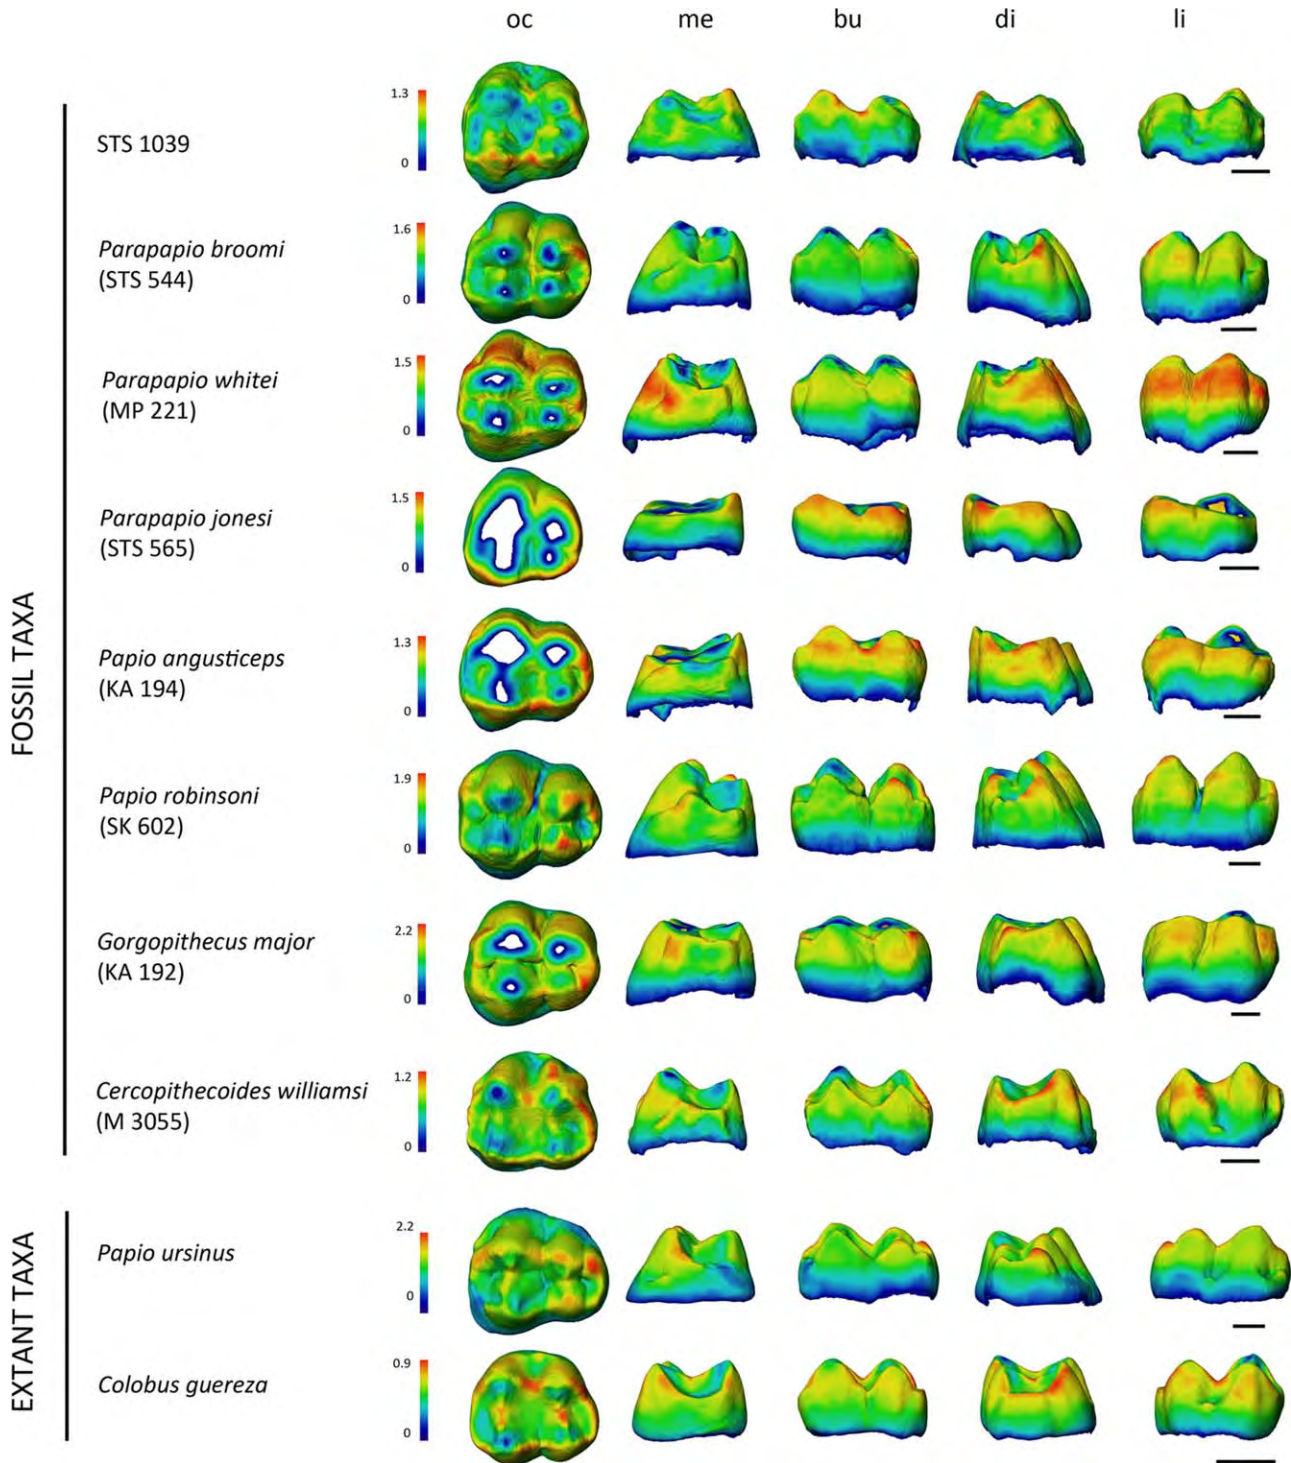 oc me bu di li
FOSSIL TAXA
1.3
STS 1039
0
Parapapio broomi
(STS 544)
1.6
0
Parapapio whitei
(MP 221)
1.5
0
Parapapio jonesi
(STS 565)
1.5
0
Papio angusticeps
(KA 194)
1.3
0
Papio robinsoni
(SK 602)
1.9
0
Gorgopithecus major
(KA 192)
2.2
0
Cercopithecoides williamsi
(M 3055)
1.2
0
EXTANT TAXA
Papio ursinus
2.2
0
Colobus guereza
0.9
0